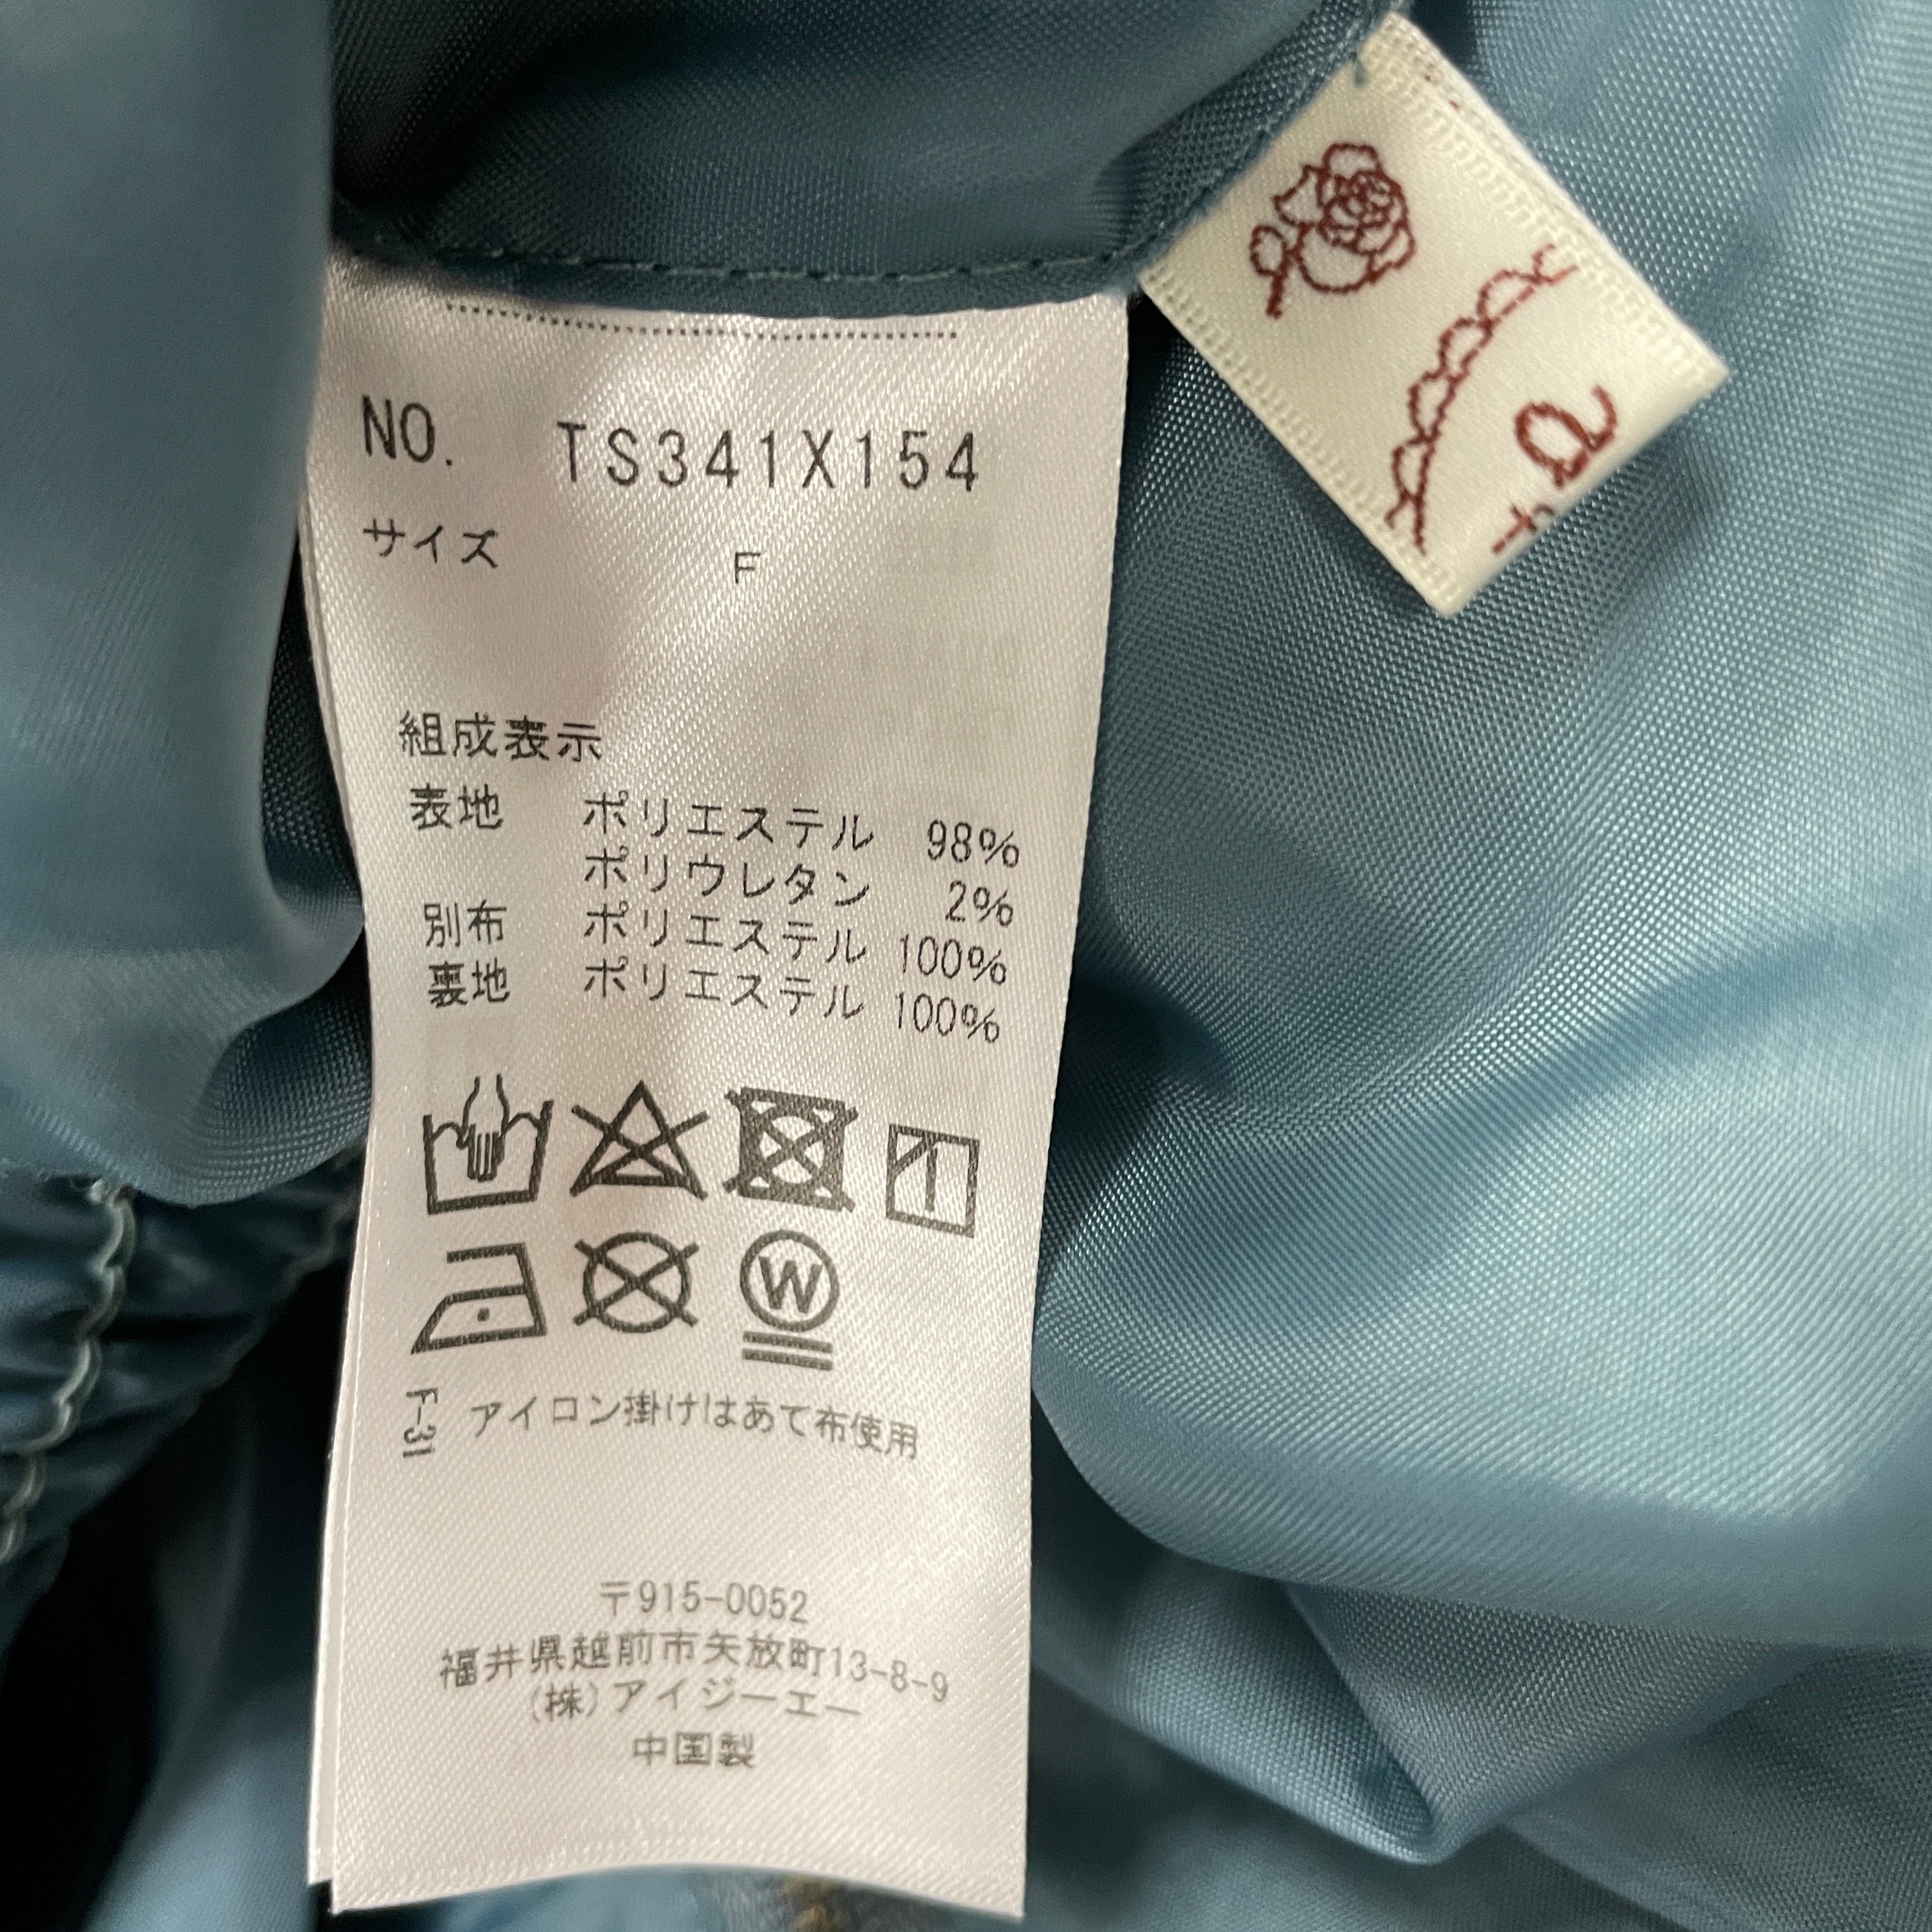 NO. TS341X154
サイズ F
組成表示
表地 ポリエステル 98%
ポリウレタン 2%
別布 ポリエステル 100%
裏地 ポリエステル 100%
W
F-31 アイロン掛けはあて布使用
〒915-0052
福井県越前市矢放町13-8-9
(株)アイジーエー
中国製
a